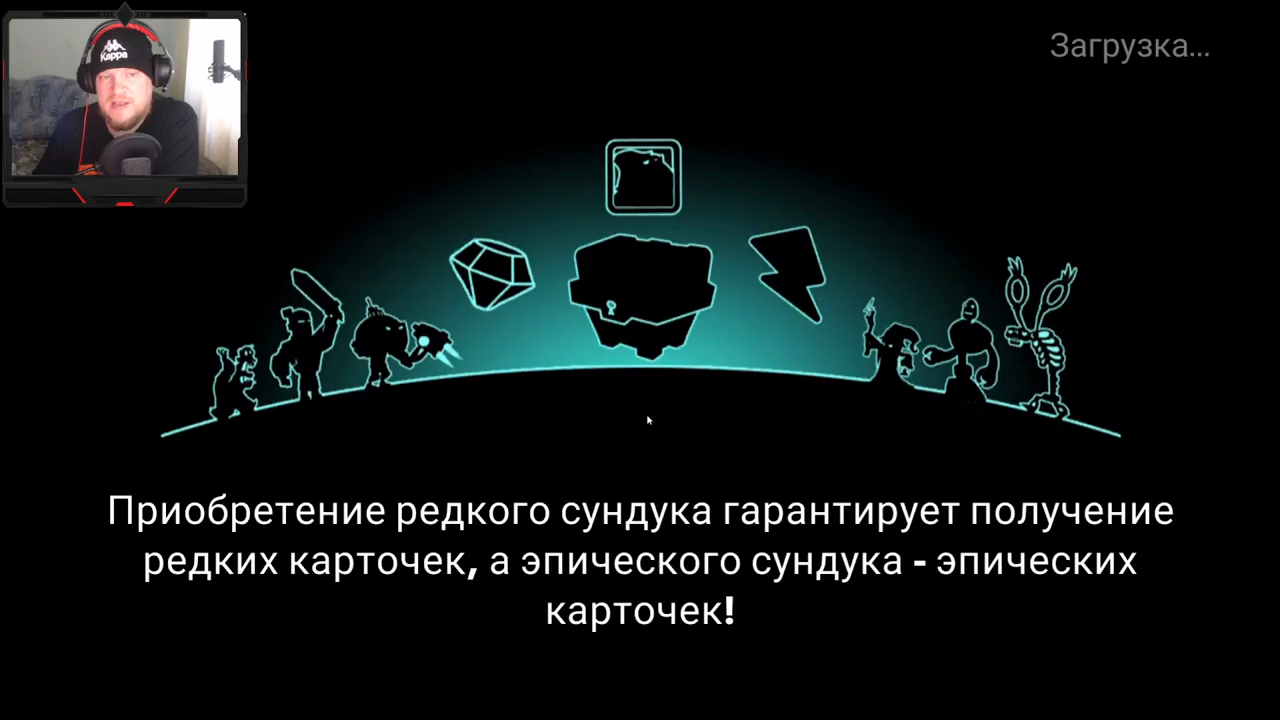 Kappa
Загрузка...
Приобретение редкого сундука гарантирует получение
редких карточек, а эпического сундука - эпических
карточек!